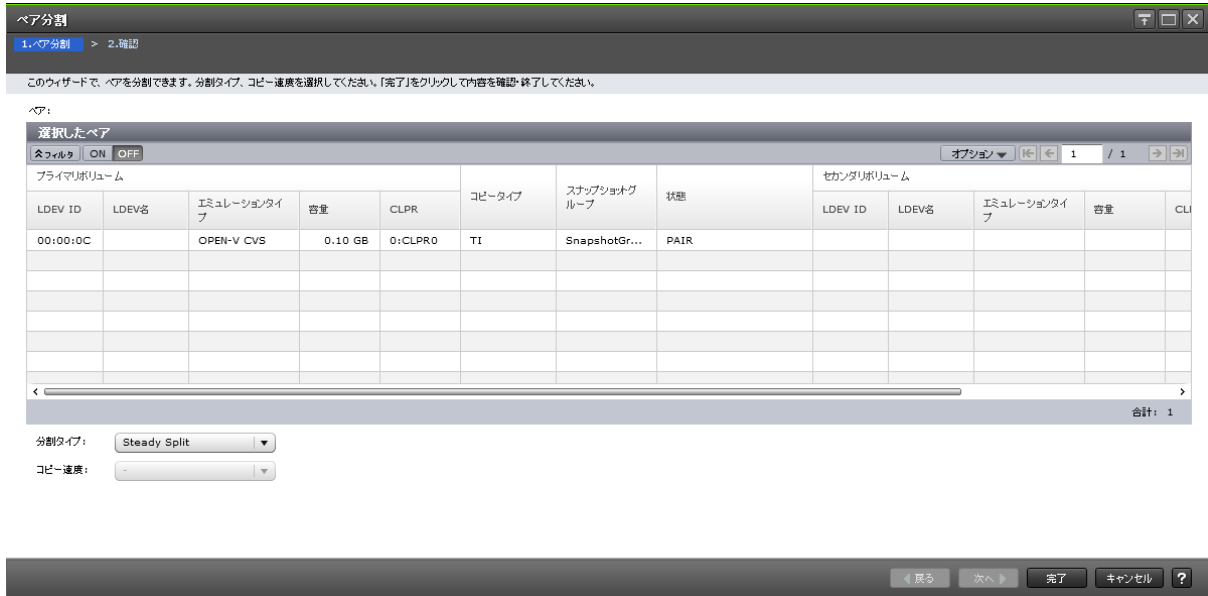 ペア分割
1.ペア分割 > 2.確認
このウィザードで、ペアを分割できます。分割タイプ、コピー速度を選択してください。「完了」をクリックして内容を確認・終了してください。
ペア:
選択したペア
フィルタ ON OFF オプション 1 / 1
プライマリボリューム コピータイプ スナップショットグループ 状態 セカンダリボリューム
LDEV ID LDEV名 エミュレーションタイプ 容量 CLPR LDEV ID LDEV名 エミュレーションタイプ 容量 CL
00:00:0C OPEN-V CVS 0.10 GB 0:CLPR0 TI SnapshotGr... PAIR
合計: 1
分割タイプ: Steady Split
コピー速度: -
戻る 次へ 完了 キャンセル ?